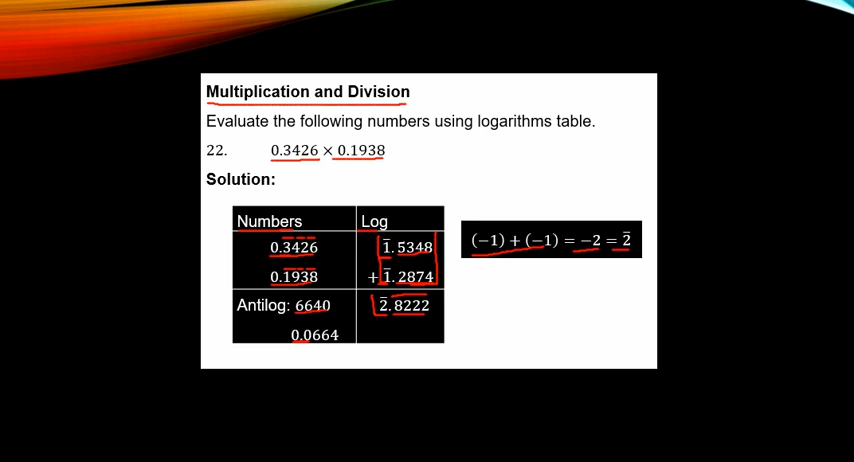 Multiplication and Division
Evaluate the following numbers using logarithms table.
22. 0.3426 × 0.1938
Solution:
Numbers Log
0.3426 1̅.5348
0.1938 +1̅.2874
Antilog: 6640 2̅.8222
0.0664
(−1) + (−1) = −2 = 2̅